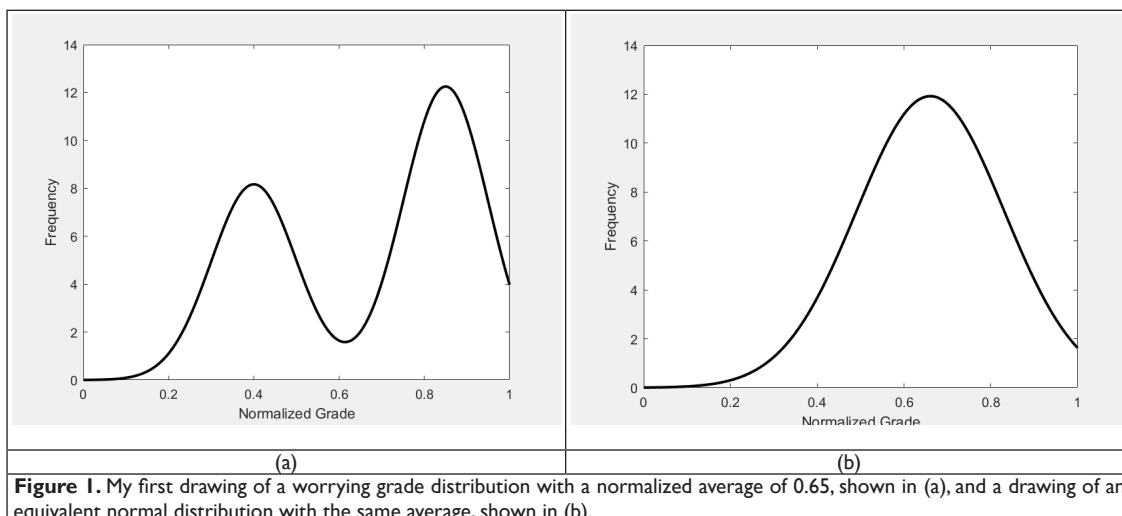 14
12
10
8
6
4
2
0
Frequency
0 0.2 0.4 0.6 0.8 1
Normalized Grade
(a)
14
12
10
8
6
4
2
0
Frequency
0 0.2 0.4 0.6 0.8 1
Normalized Grade
(b)
Figure 1. My first drawing of a worrying grade distribution with a normalized average of 0.65, shown in (a), and a drawing of an
equivalent normal distribution with the same average, shown in (b).